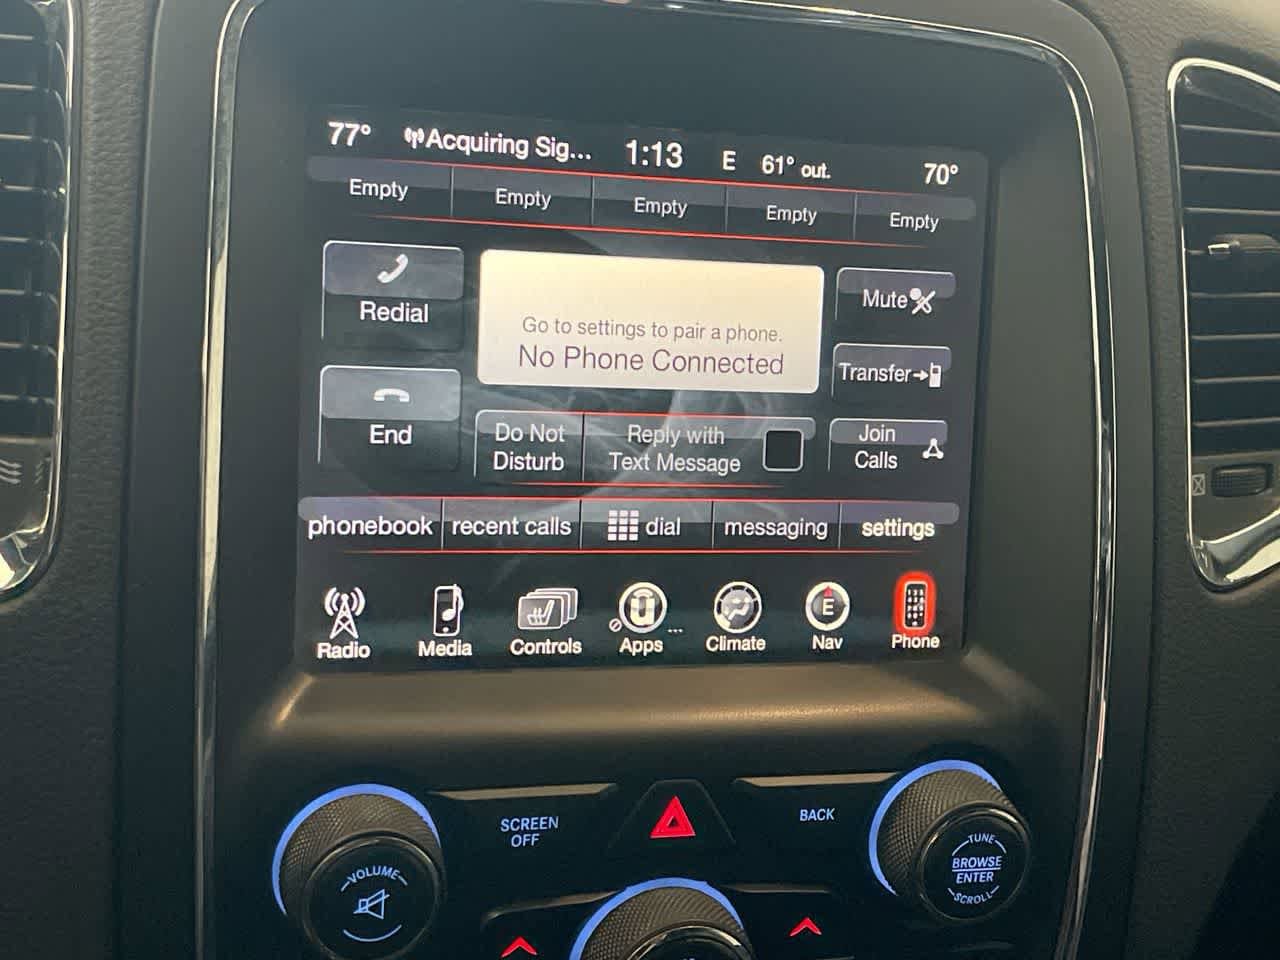 77° Acquiring Sig... 1:13 E 61° out. 70°
Empty Empty Empty Empty Empty
Redial
Go to settings to pair a phone.
No Phone Connected
Mute
Transfer
End
Do Not
Disturb
Reply with
Text Message
Join
Calls
phonebook recent calls dial messaging settings
E
Radio Media Controls Apps ... Climate Nav Phone
SCREEN
OFF
BACK
VOLUME
TUNE
BROWSE
ENTER
SCROLL